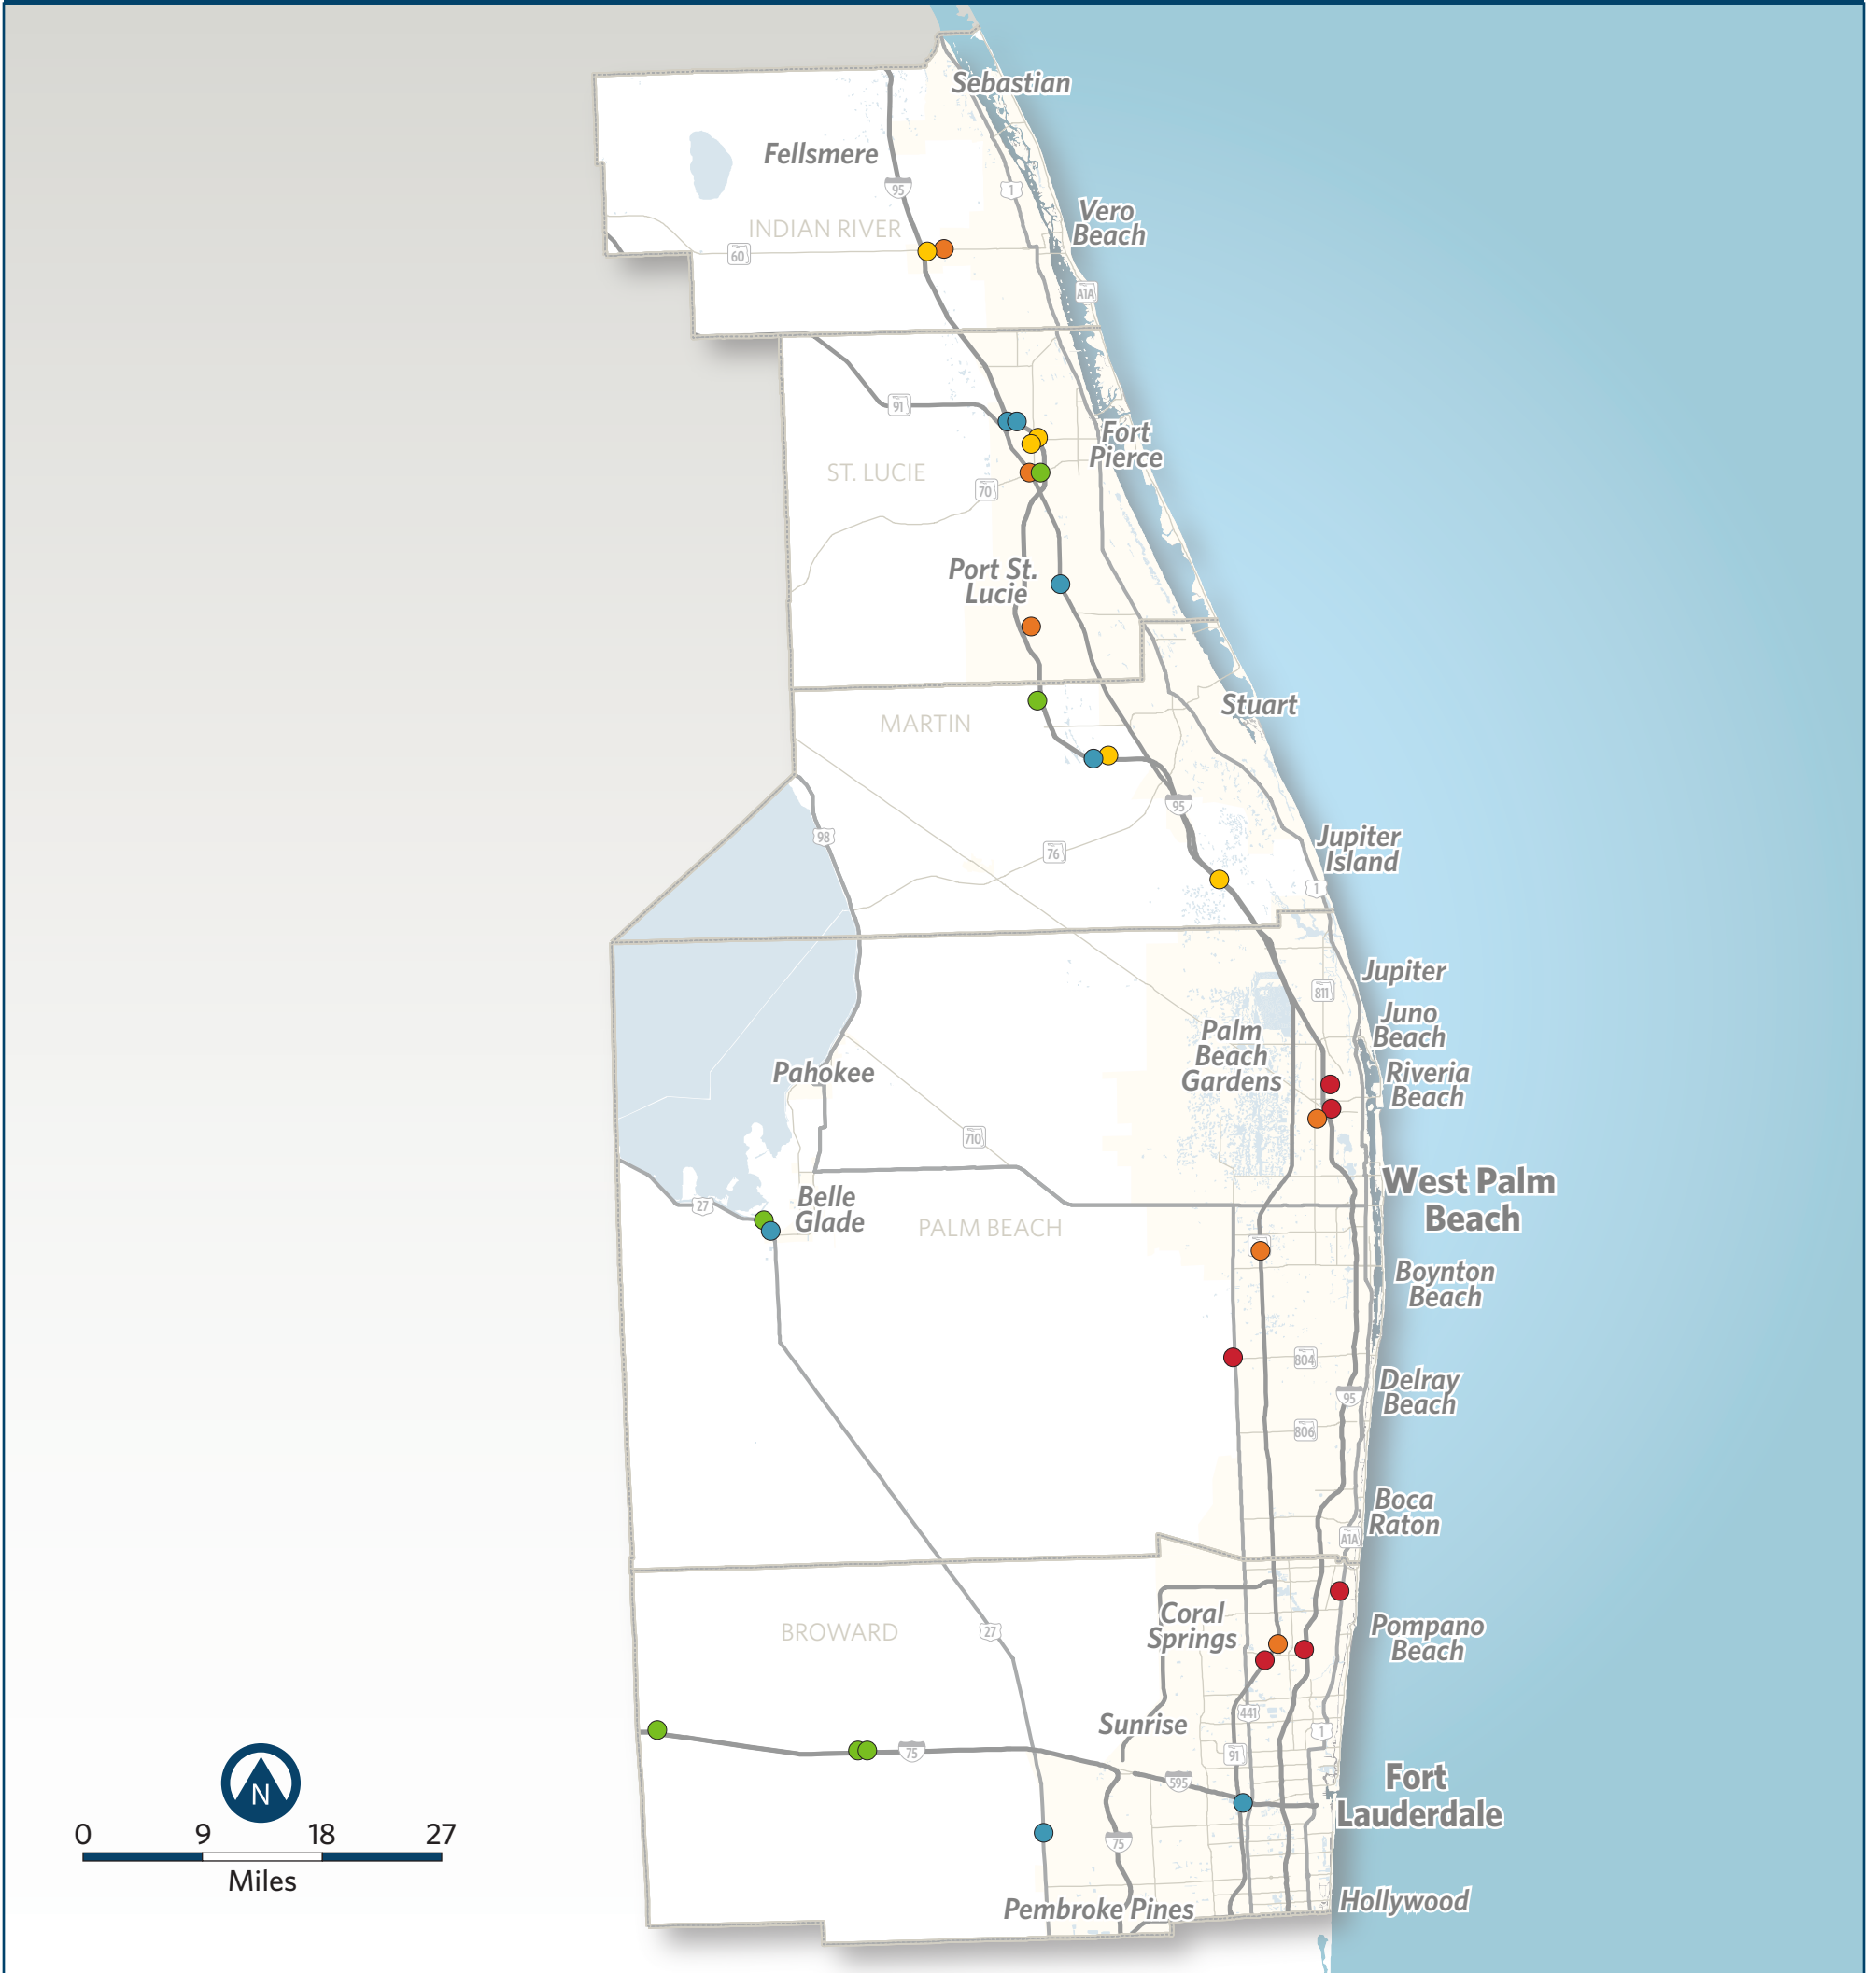 Sebastian
Fellsmere
95
1
Vero
Beach
INDIAN RIVER
60
A1A
91
Fort
Pierce
ST. LUCIE
70
Port St.
Lucie
Stuart
MARTIN
95
98
76
Jupiter
Island
1
Jupiter
811
Juno
Beach
Palm
Beach
Gardens
Pahokee
Riveria
Beach
710
West Palm
Beach
Belle
Glade
27
PALM BEACH
Boynton
Beach
804
Delray
Beach
95
806
Boca
Raton
A1A
Coral
Springs
BROWARD
27
Pompano
Beach
441
Sunrise
1
75
91
595
Fort
Lauderdale
N
0 9 18 27
Miles
75
Hollywood
Pembroke Pines